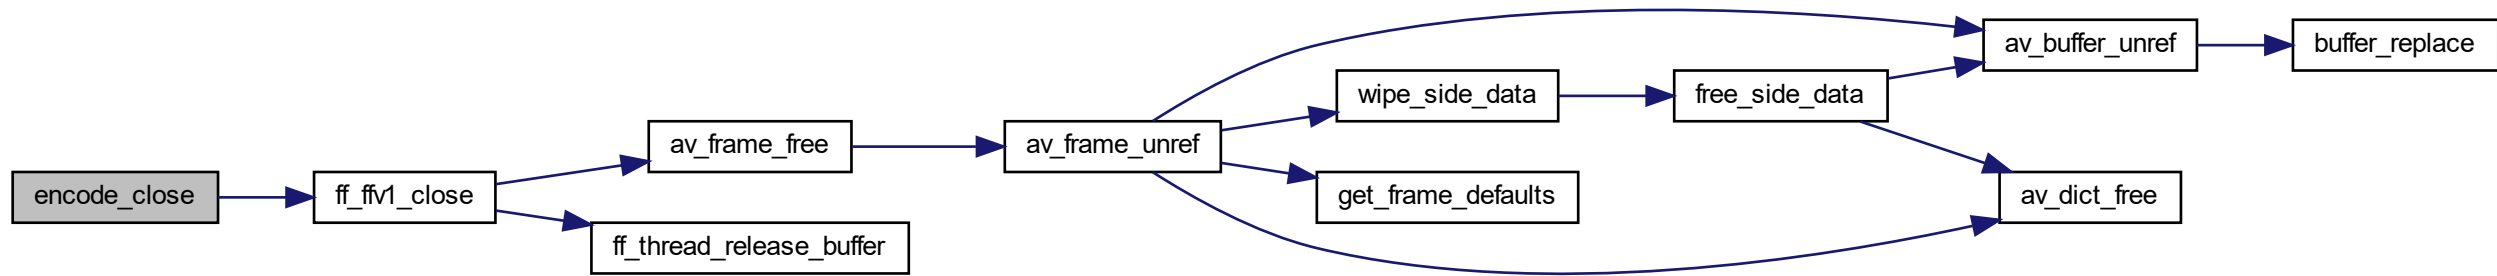 encode_close
ff_ffv1_close
av_frame_free
ff_thread_release_buffer
av_frame_unref
wipe_side_data
get_frame_defaults
free_side_data
av_buffer_unref
av_dict_free
buffer_replace